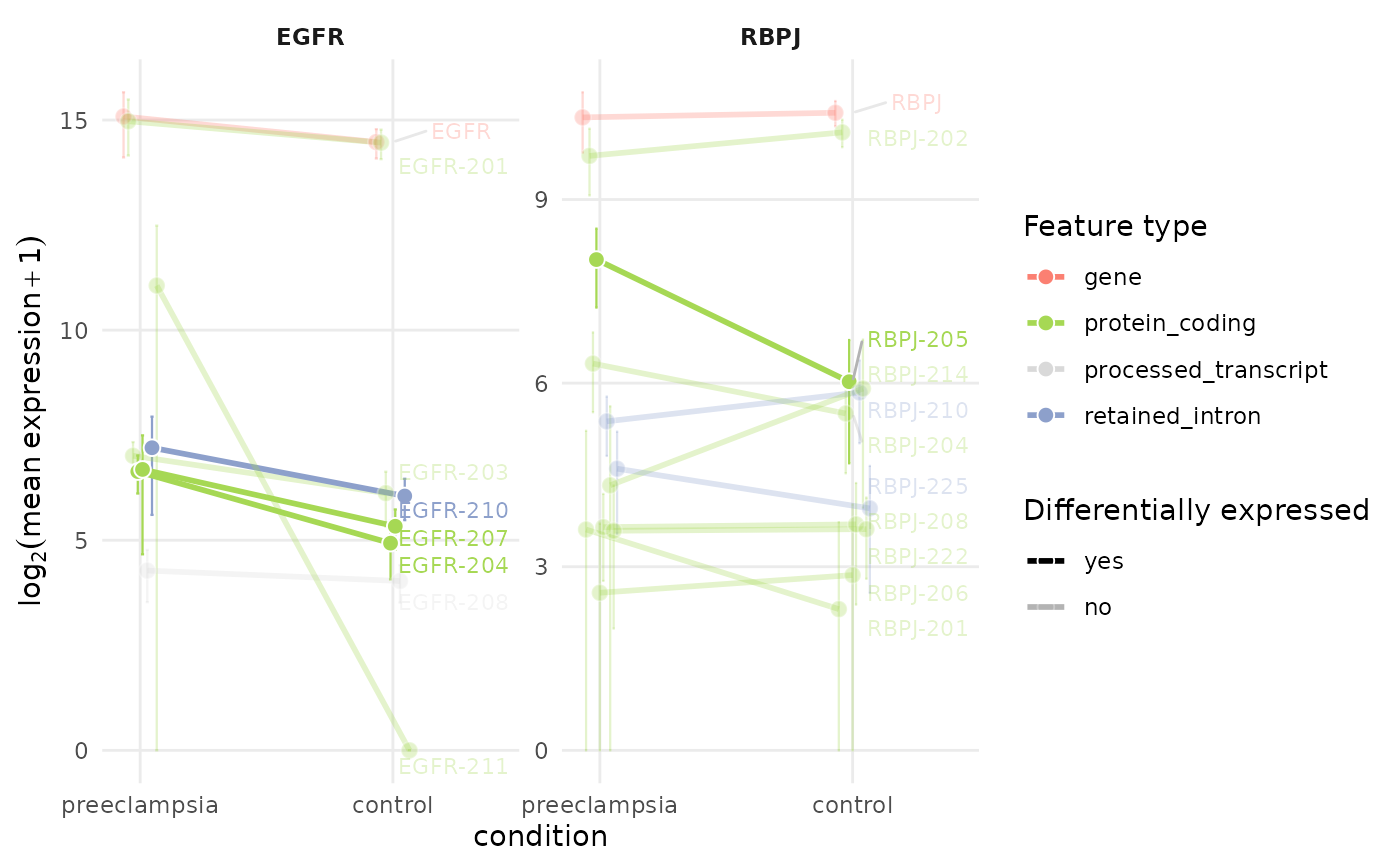 EGFR
RBPJ
log2(mean expression+1)
15
10
5
0
EGFR
EGFR-201
EGFR-203
EGFR-210
EGFR-207
EGFR-204
EGFR-208
EGFR-211
9
6
3
0
RBPJ
RBPJ-202
RBPJ-205
RBPJ-214
RBPJ-210
RBPJ-204
RBPJ-225
RBPJ-208
RBPJ-222
RBPJ-206
RBPJ-201
preeclampsia
control
preeclampsia
control
condition
Feature type
gene
protein_coding
processed_transcript
retained_intron
Differentially expressed
yes
no